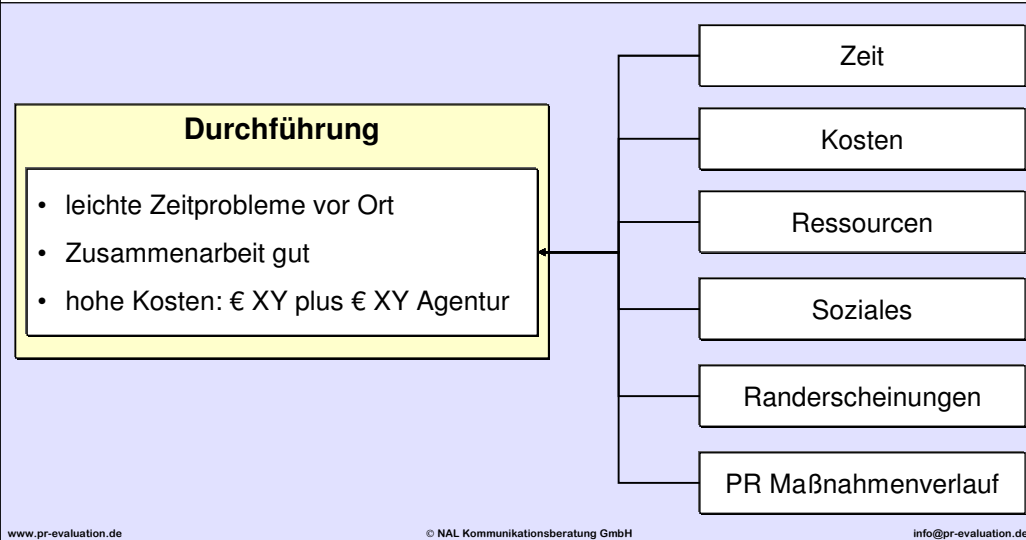 Durchführung
• leichte Zeitprobleme vor Ort
• Zusammenarbeit gut
• hohe Kosten: € XY plus € XY Agentur
Zeit
Kosten
Ressourcen
Soziales
Randerscheinungen
PR Maßnahmenverlauf
www.pr-evaluation.de
© NAL Kommunikationsberatung GmbH
info@pr-evaluation.de